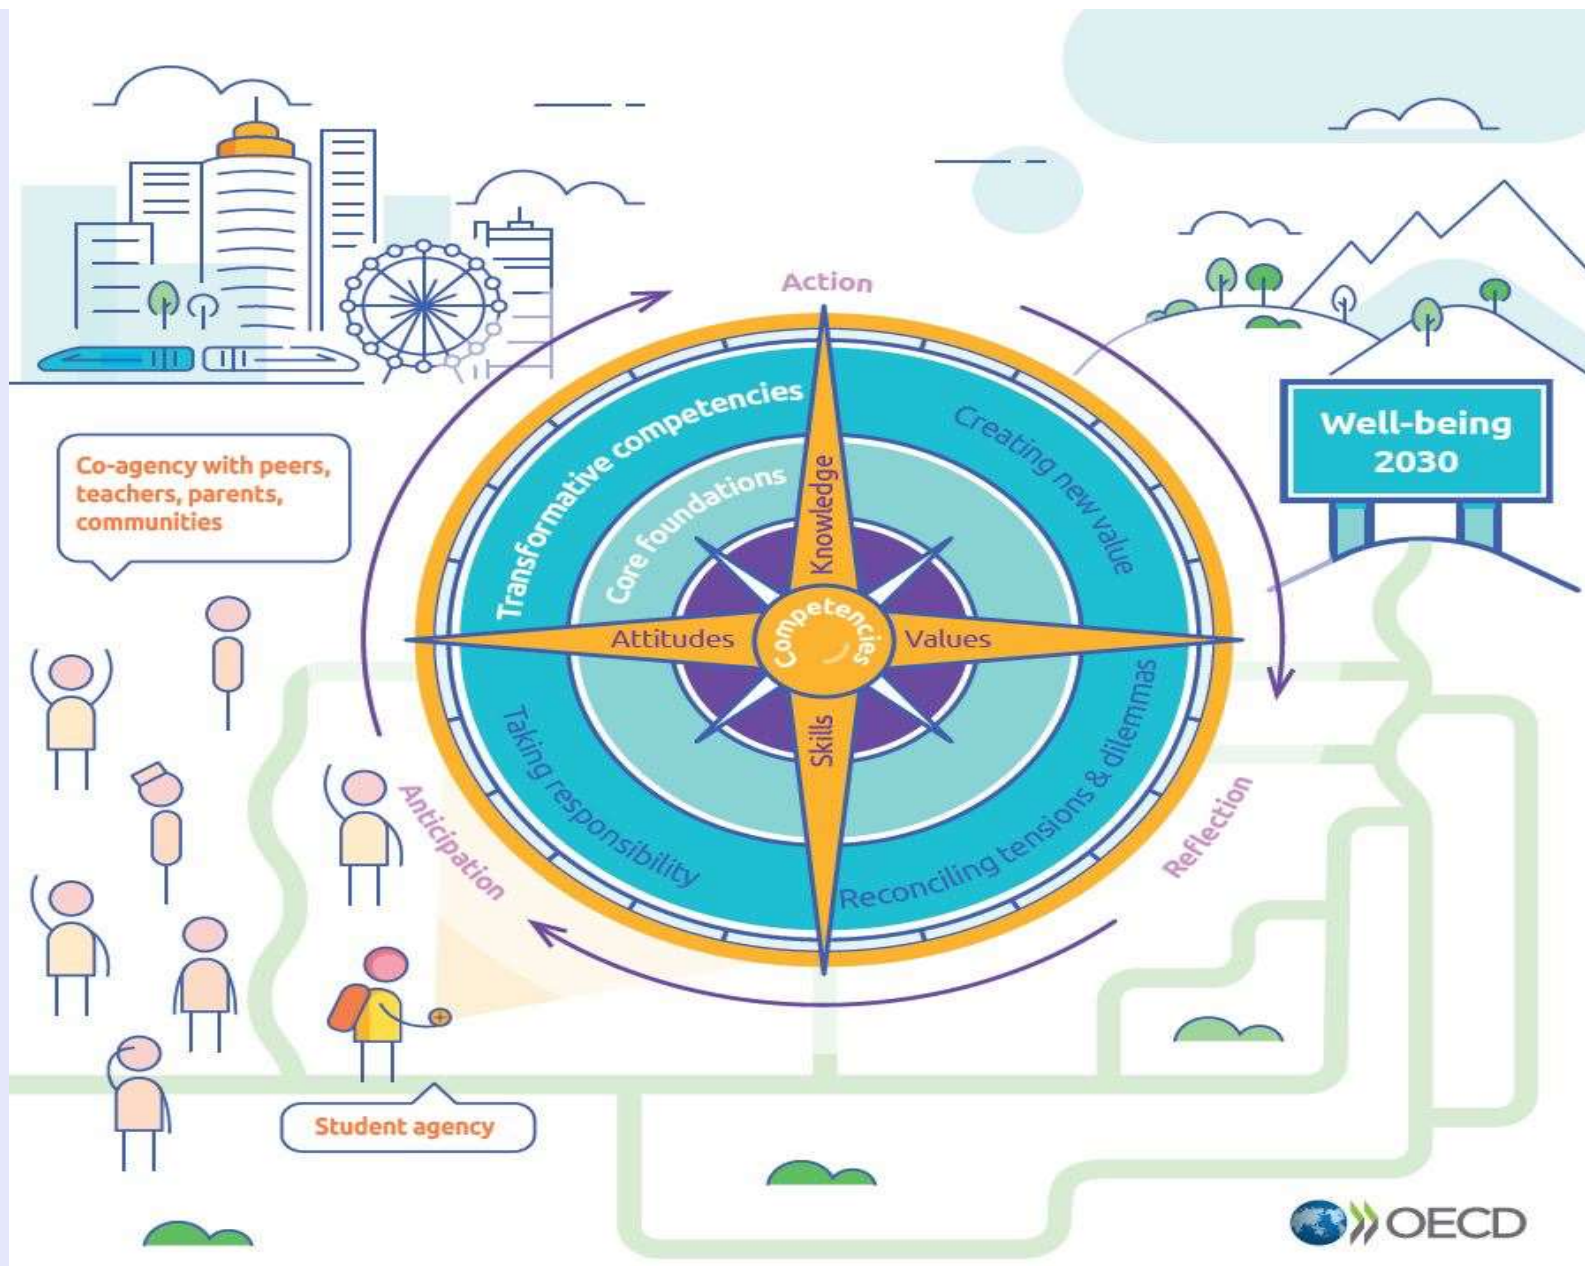 Action
Transformative competencies
Creating new value
Core foundations
Knowledge
Well-being
2030
Co-agency with peers,
teachers, parents,
communities
Attitudes
Competencies
Values
Skills
Taking responsibility
Reconciling tensions & dilemmas
Anticipation
Reflection
Student agency
OECD